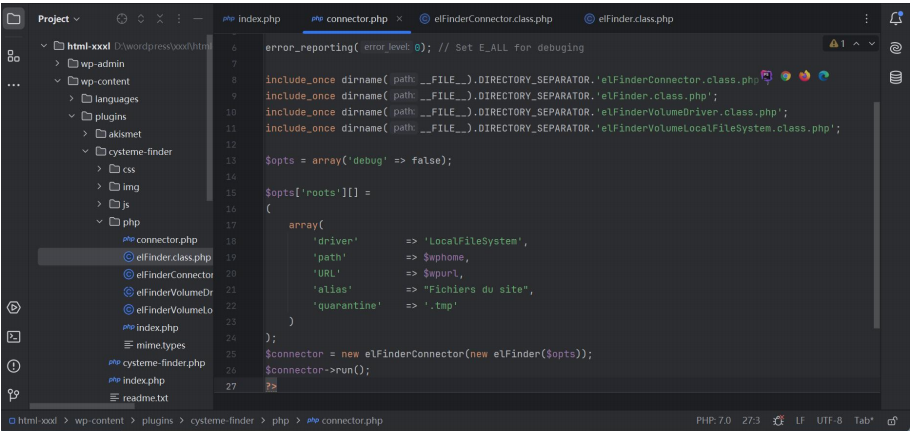 Project
index.php
connector.php
elFinderConnector.class.php
elFinder.class.php
html-xxxl D:\wordpress\xxxl\html
wp-admin
wp-content
languages
plugins
akismet
cysteme-finder
css
img
js
php
connector.php
elFinder.class.php
elFinderConnector
elFinderVolumeDr
elFinderVolumeLo
index.php
mime.types
cysteme-finder.php
index.php
readme.txt
6 error_reporting( error_level: 0); // Set E_ALL for debuging
7
8 include_once dirname( path: __FILE__).DIRECTORY_SEPARATOR.'elFinderConnector.class.php
9 include_once dirname( path: __FILE__).DIRECTORY_SEPARATOR.'elFinder.class.php';
10 include_once dirname( path: __FILE__).DIRECTORY_SEPARATOR.'elFinderVolumeDriver.class.php';
11 include_once dirname( path: __FILE__).DIRECTORY_SEPARATOR.'elFinderVolumeLocalFileSystem.class.php';
12
13 $opts = array('debug' => false);
14
15 $opts['roots'][] =
16 (
17 array(
18 'driver' => 'LocalFileSystem',
19 'path' => $wphome,
20 'URL' => $wpurl,
21 'alias' => "Fichiers du site",
22 'quarantine' => '.tmp'
23 )
24 );
25 $connector = new elFinderConnector(new elFinder($opts));
26 $connector->run();
27 ?>
1
html-xxxl > wp-content > plugins > cysteme-finder > php > connector.php
PHP: 7.0 27:3 LF UTF-8 Tab*